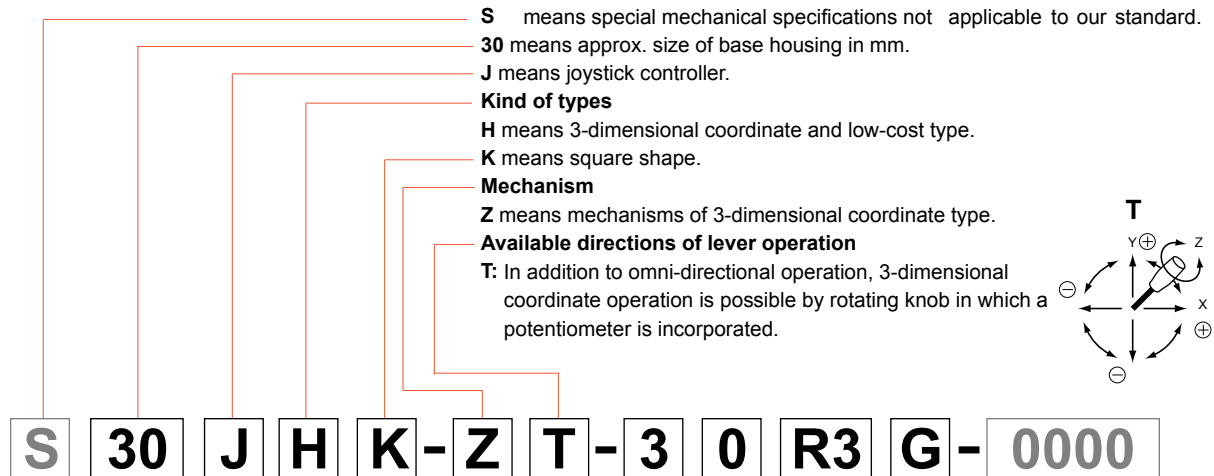 S means special mechanical specifications not applicable to our standard.
30 means approx. size of base housing in mm.
J means joystick controller.
Kind of types
H means 3-dimensional coordinate and low-cost type.
K means square shape.
Mechanism
Z means mechanisms of 3-dimensional coordinate type.
Available directions of lever operation
T: In addition to omni-directional operation, 3-dimensional
coordinate operation is possible by rotating knob in which a
potentiometer is incorporated.
T
Y ⊕ Z
⊖
X
⊕
⊖
S 30 J H K - Z T - 3 0 R3 G - 0000